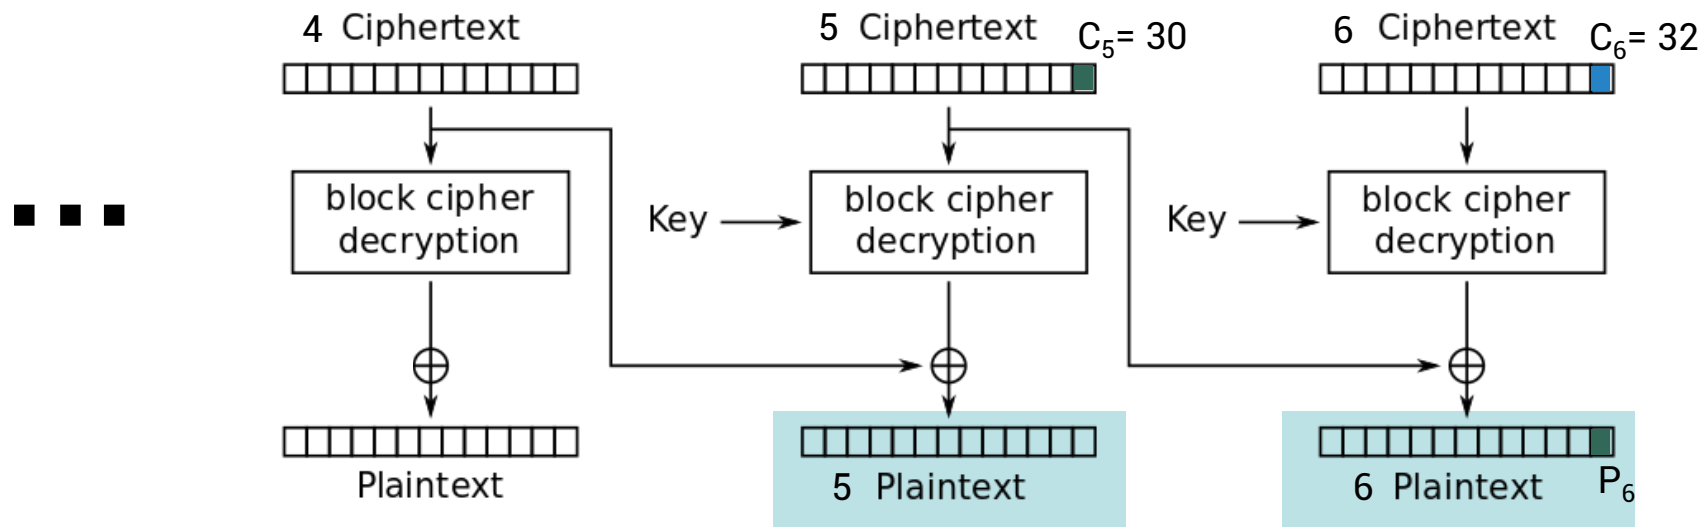 4 Ciphertext
5 Ciphertext
C₅= 30
6 Ciphertext
C₆= 32
block cipher
decryption
Key
block cipher
decryption
Key
block cipher
decryption
Plaintext
5 Plaintext
6 Plaintext
P₆